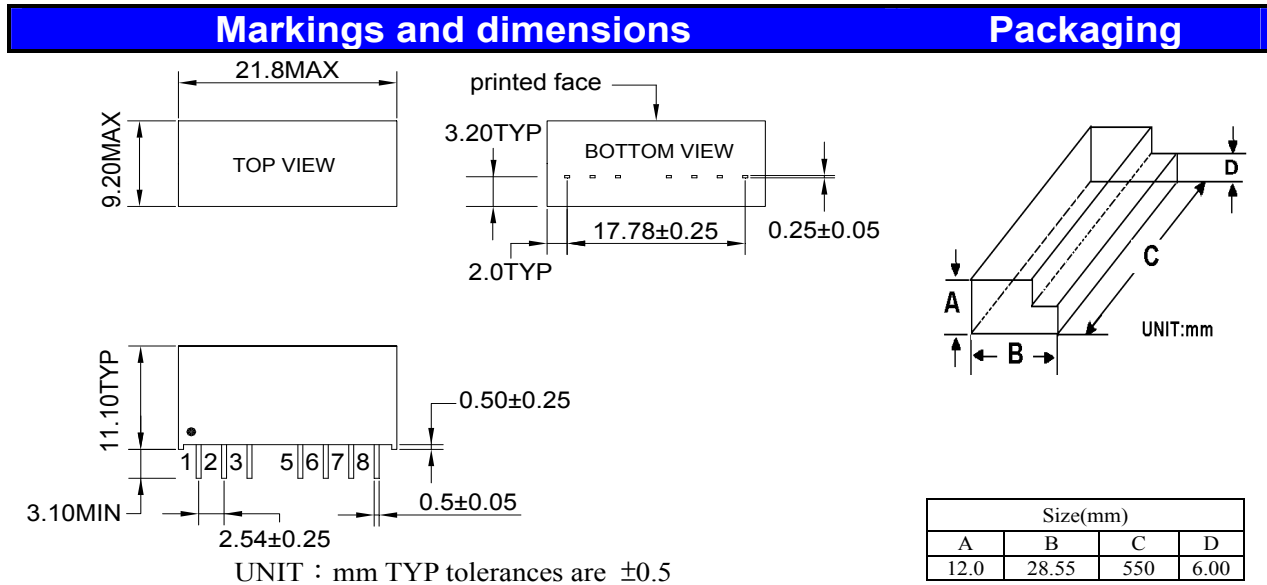 Markings and dimensions
Packaging
21.8MAX
9.20MAX
TOP VIEW
printed face
3.20TYP
BOTTOM VIEW
17.78±0.25
0.25±0.05
2.0TYP
11.10TYP
0.50±0.25
1 2 3 5 6 7 8
3.10MIN
2.54±0.25
0.5±0.05
UNIT：mm TYP tolerances are ±0.5
D
C
A
B
UNIT:mm
Size(mm)
A B C D
12.0 28.55 550 6.00